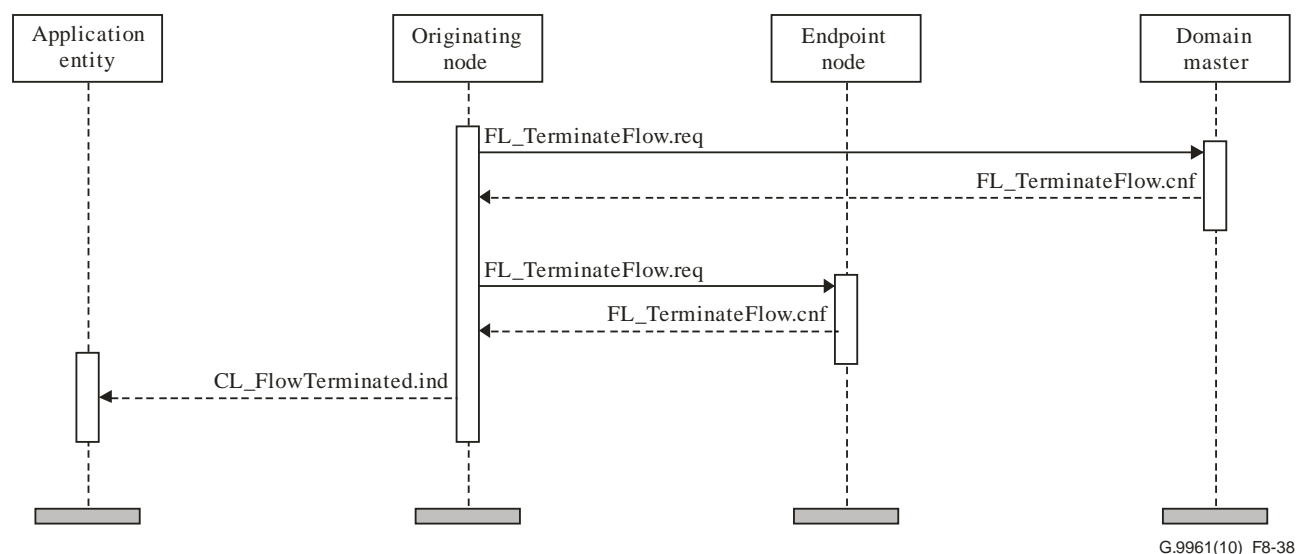 Application
entity
Originating
node
Endpoint
node
Domain
master
FL_TerminateFlow.req
FL_TerminateFlow.cnf
FL_TerminateFlow.req
FL_TerminateFlow.cnf
CL_FlowTerminated.ind
G.9961(10)_F8-38